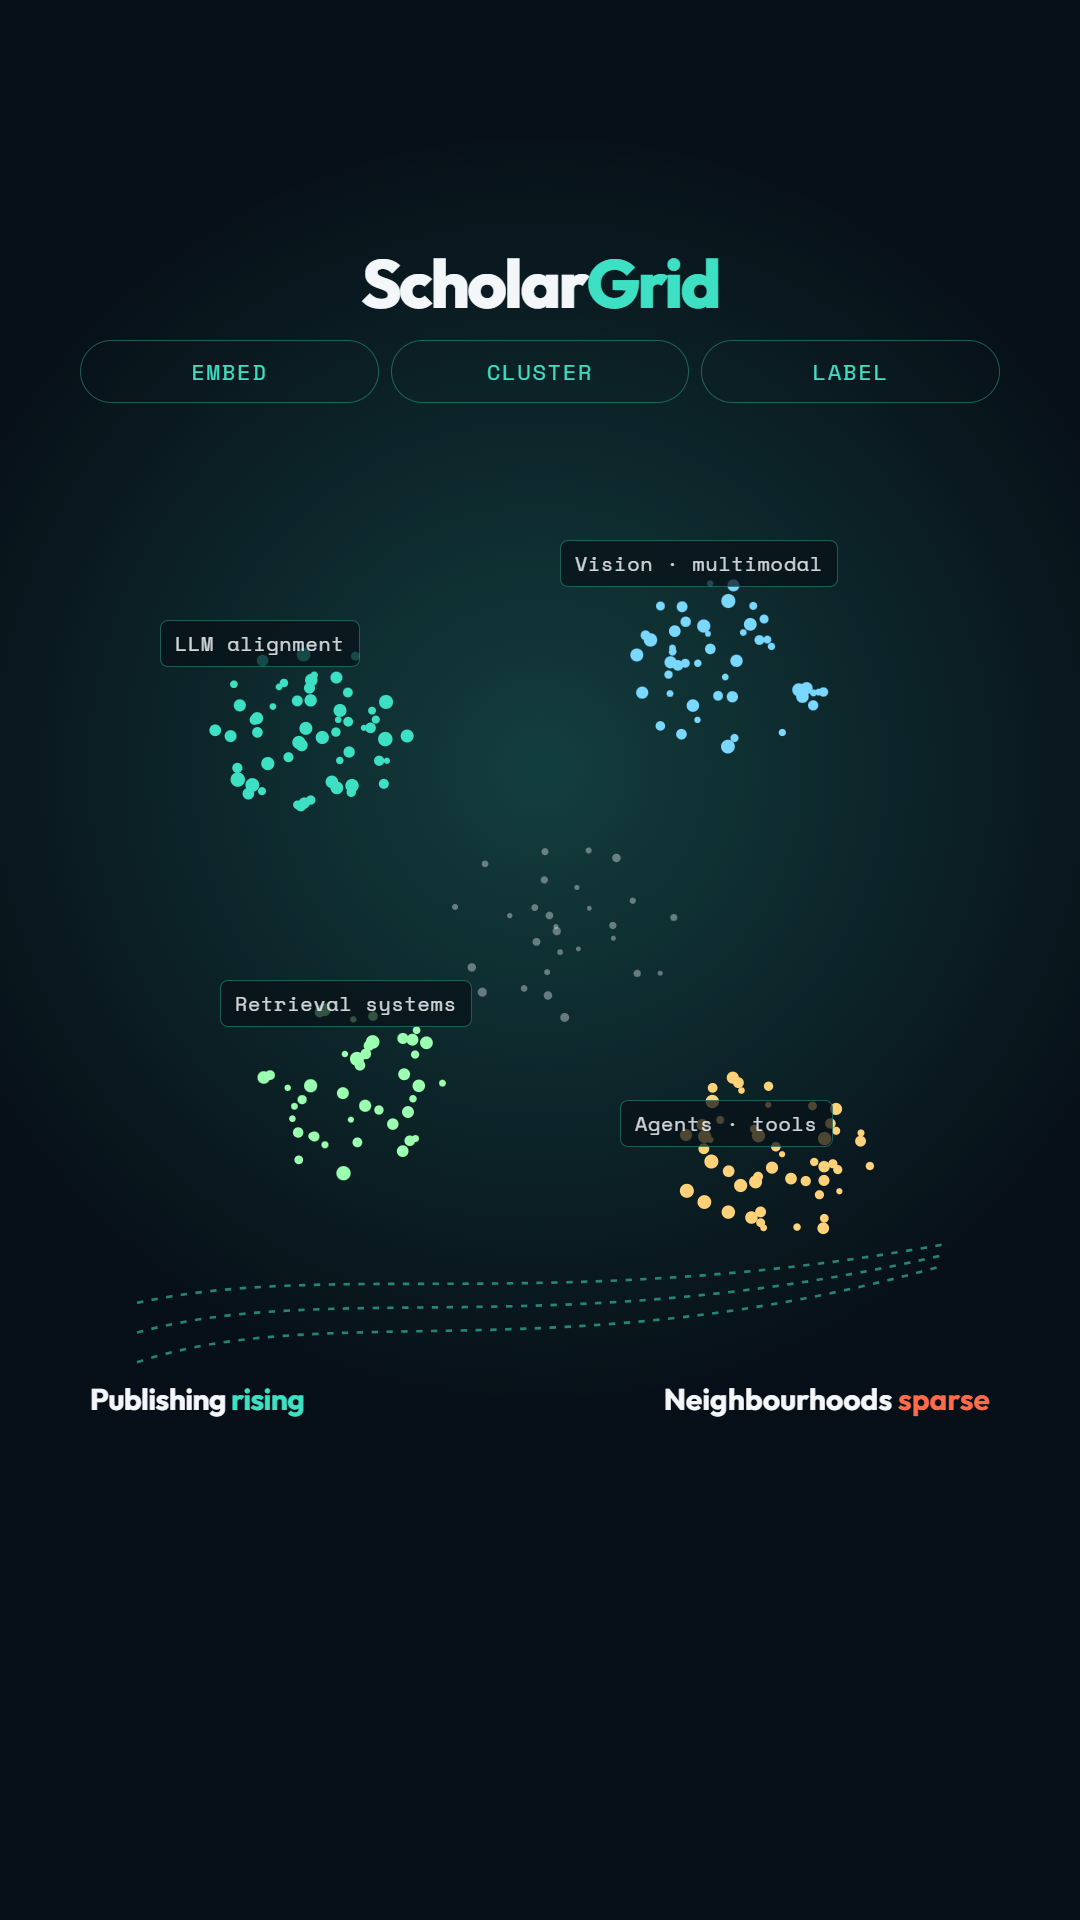 ScholarGrid
EMBED
CLUSTER
LABEL
Vision · multimodal
LLM alignment
Retrieval systems
Agents · tools
Publishing rising
Neighbourhoods sparse